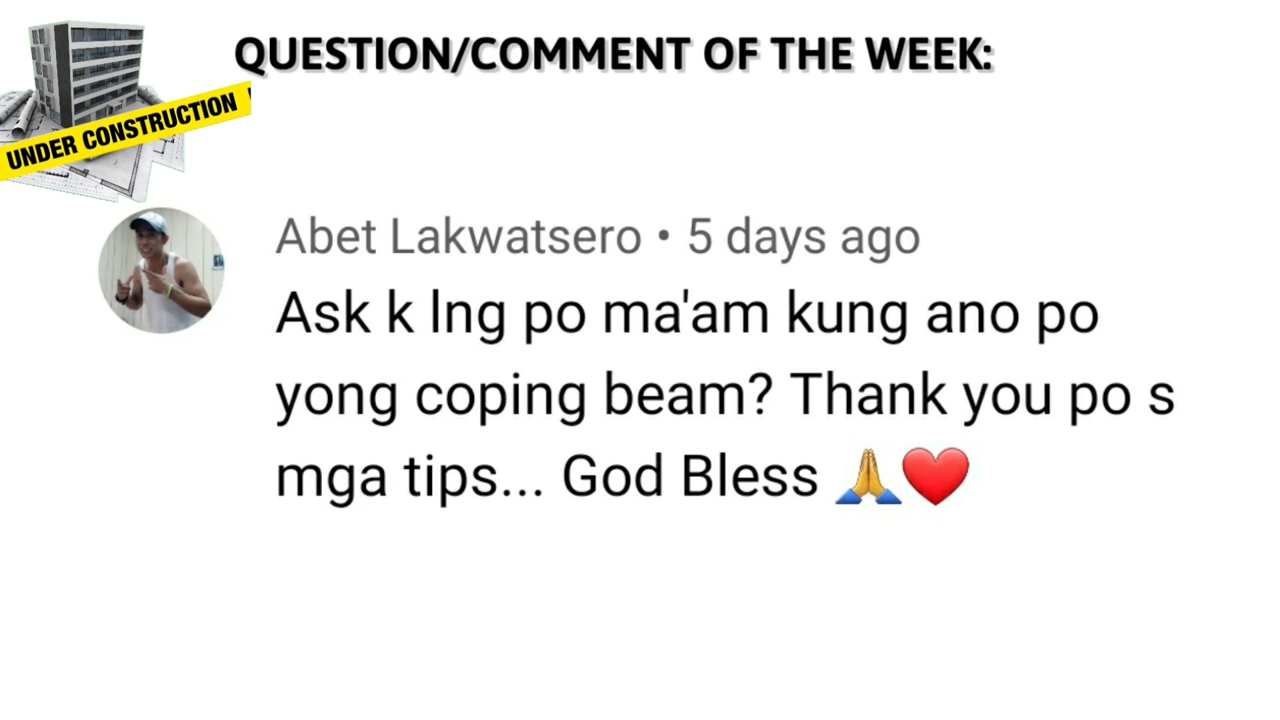 QUESTION/COMMENT OF THE WEEK:
UNDER CONSTRUCTION
Abet Lakwatsero • 5 days ago
Ask k lng po ma'am kung ano po
yong coping beam? Thank you po s
mga tips... God Bless 🙏❤️